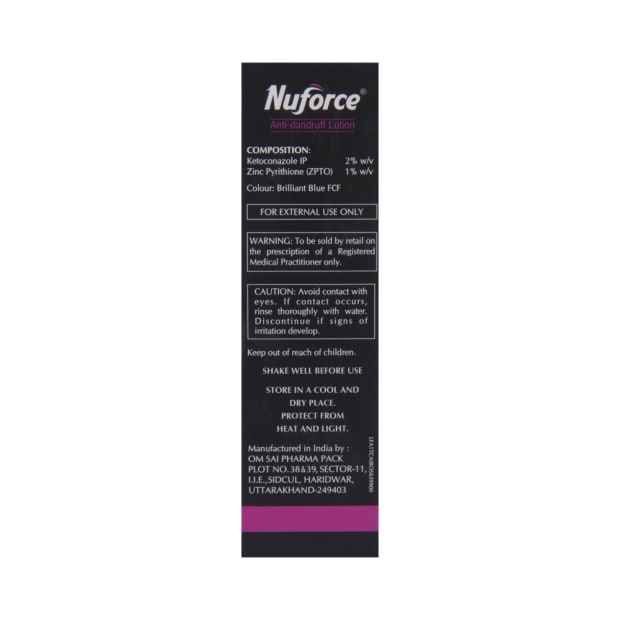 Nuforce®
Anti-dandruff Lotion
COMPOSITION:
Ketoconazole IP 2% w/v
Zinc Pyrithione (ZPTO) 1% w/v
Colour: Brilliant Blue FCF
FOR EXTERNAL USE ONLY
WARNING: To be sold by retail on
the prescription of a Registered
Medical Practitioner only.
CAUTION: Avoid contact with
eyes. If contact occurs,
rinse thoroughly with water.
Discontinue if signs of
irritation develop.
Keep out of reach of children.
SHAKE WELL BEFORE USE
STORE IN A COOL AND
DRY PLACE.
PROTECT FROM
HEAT AND LIGHT.
Manufactured in India by :
OM SAI PHARMA PACK
PLOT NO. 38&39, SECTOR-11,
I.I.E.,SIDCUL, HARIDWAR,
UTTARAKHAND-249403